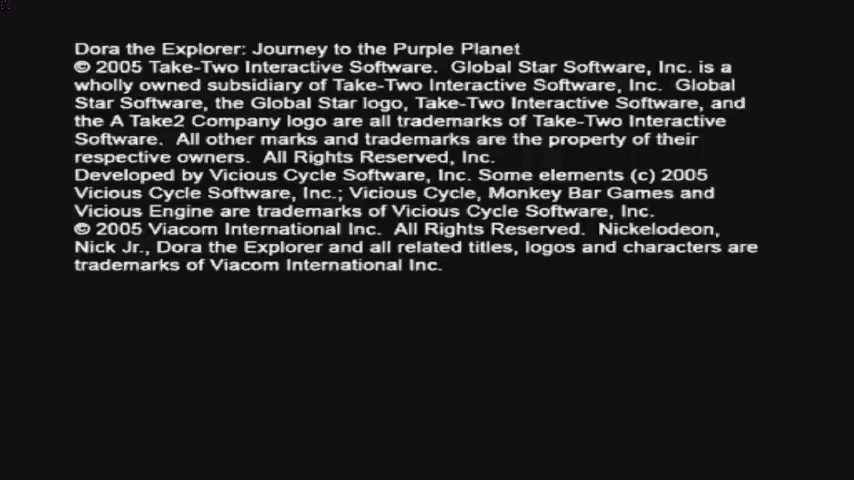 Dora the Explorer: Journey to the Purple Planet
© 2005 Take-Two Interactive Software.  Global Star Software, Inc. is a
wholly owned subsidiary of Take-Two Interactive Software, Inc.  Global
Star Software, the Global Star logo, Take-Two Interactive Software, and
the A Take2 Company logo are all trademarks of Take-Two Interactive
Software.  All other marks and trademarks are the property of their
respective owners.  All Rights Reserved, Inc.
Developed by Vicious Cycle Software, Inc. Some elements (c) 2005
Vicious Cycle Software, Inc.; Vicious Cycle, Monkey Bar Games and
Vicious Engine are trademarks of Vicious Cycle Software, Inc.
© 2005 Viacom International Inc.  All Rights Reserved.  Nickelodeon,
Nick Jr., Dora the Explorer and all related titles, logos and characters are
trademarks of Viacom International Inc.